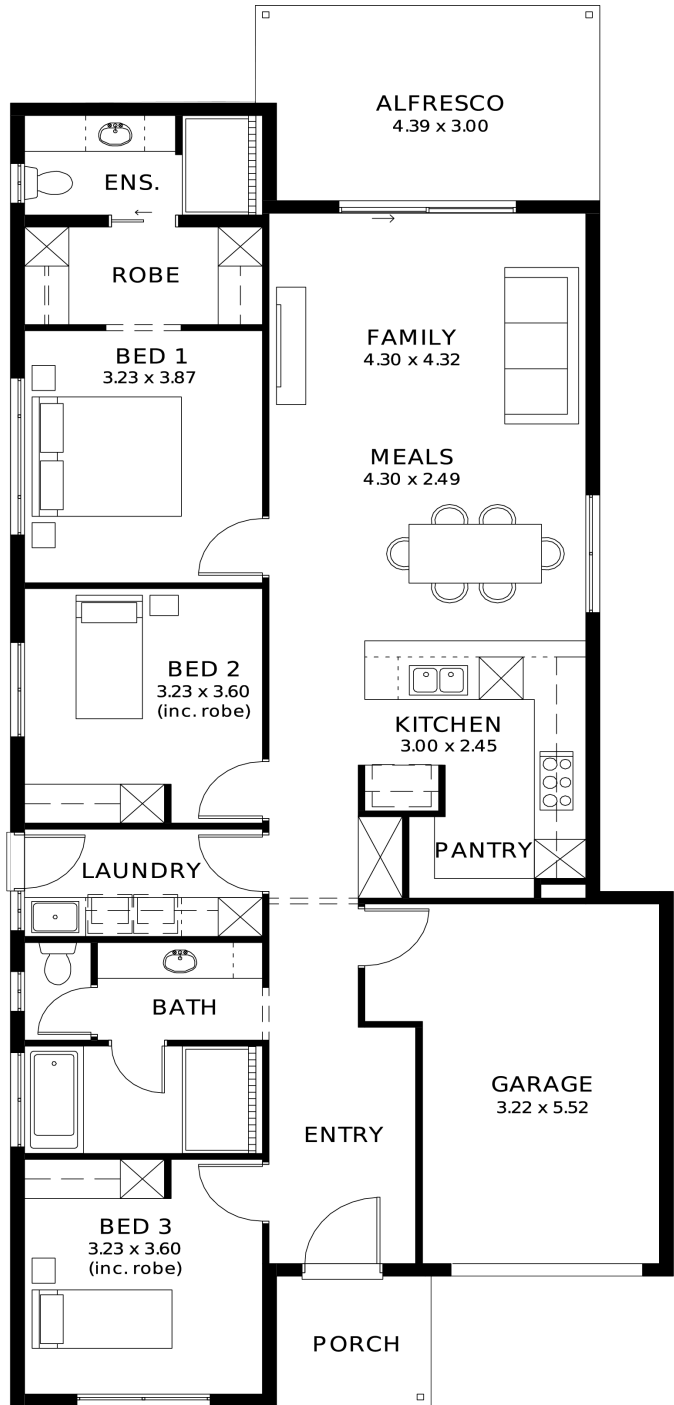 ALFRESCO
4.39 x 3.00
ENS.
ROBE
BED 1
3.23 x 3.87
FAMILY
4.30 x 4.32
MEALS
4.30 x 2.49
BED 2
3.23 x 3.60
(inc. robe)
KITCHEN
3.00 x 2.45
PANTRY
LAUNDRY
BATH
GARAGE
3.22 x 5.52
ENTRY
BED 3
3.23 x 3.60
(inc. robe)
PORCH